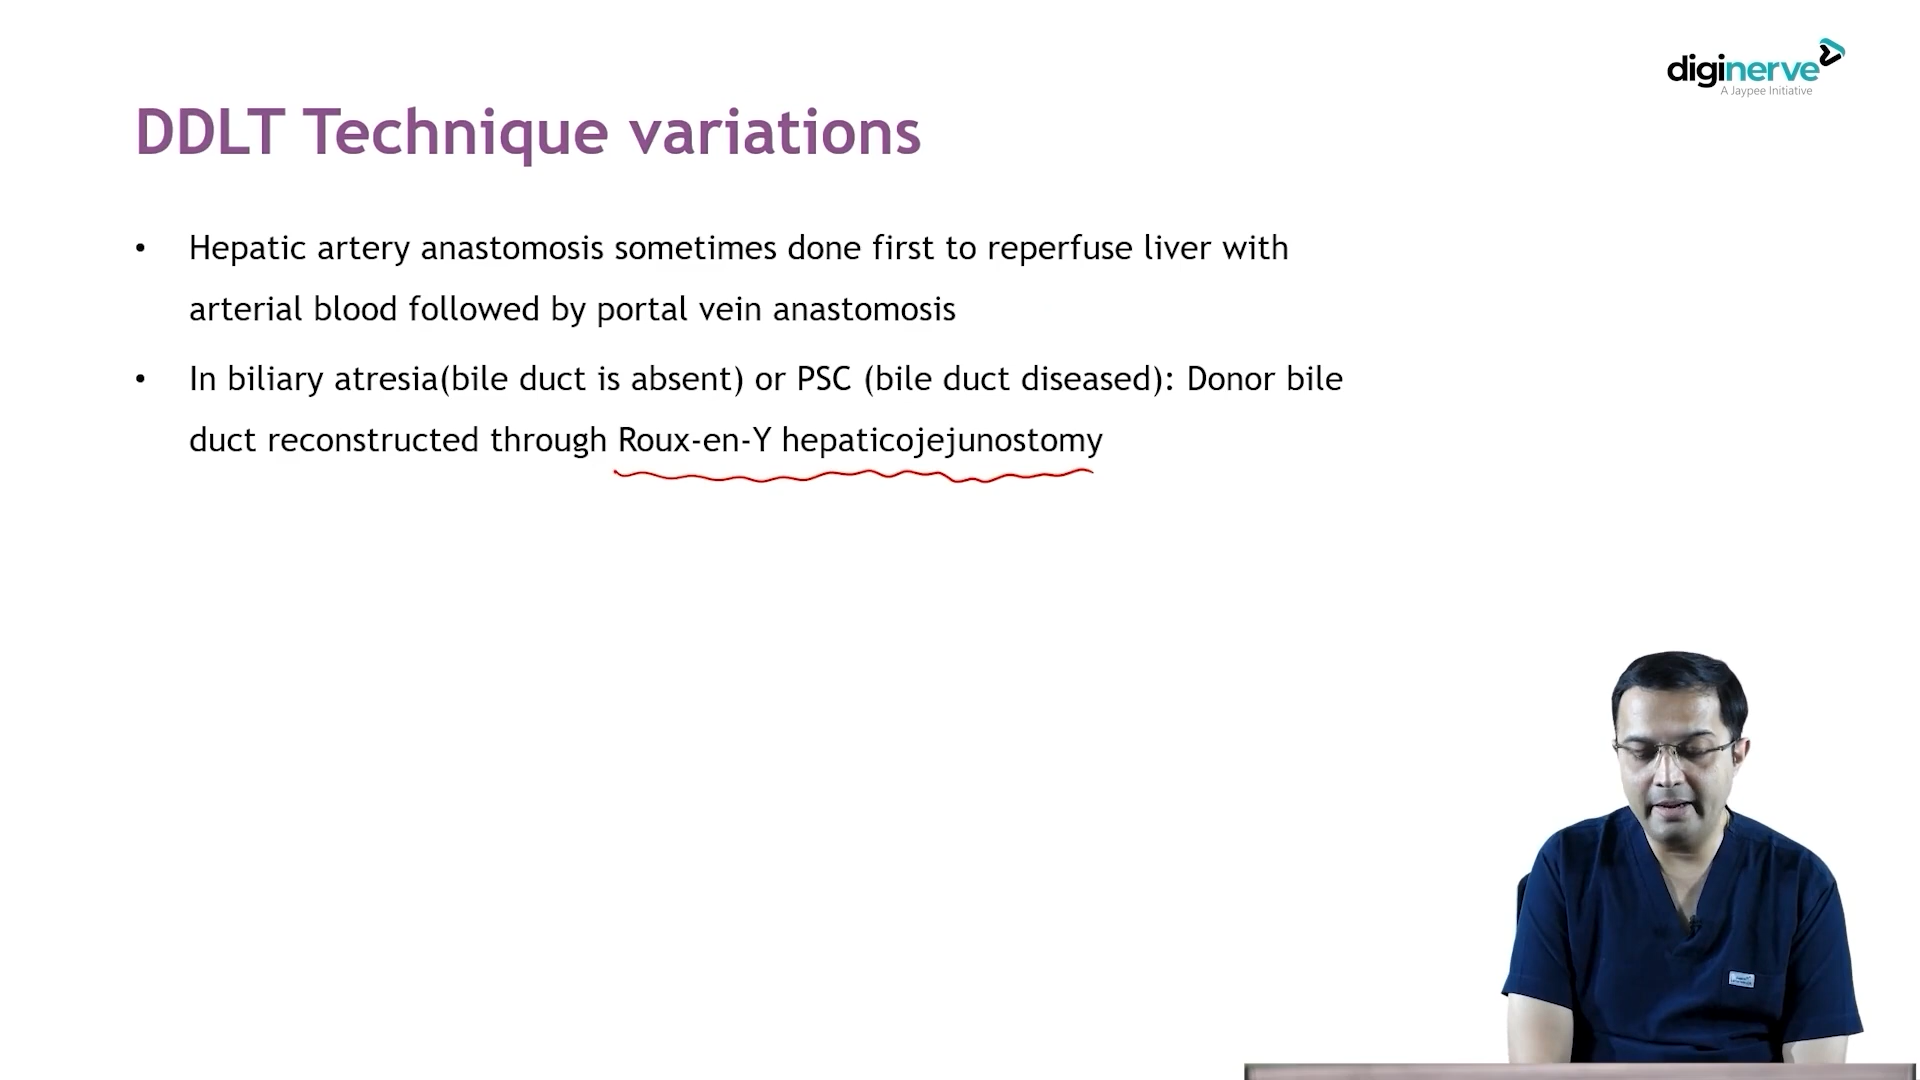 diginerve
A Jaypee Initiative
DDLT Technique variations
• Hepatic artery anastomosis sometimes done first to reperfuse liver with
arterial blood followed by portal vein anastomosis
• In biliary atresia(bile duct is absent) or PSC (bile duct diseased): Donor bile
duct reconstructed through Roux-en-Y hepaticojejunostomy